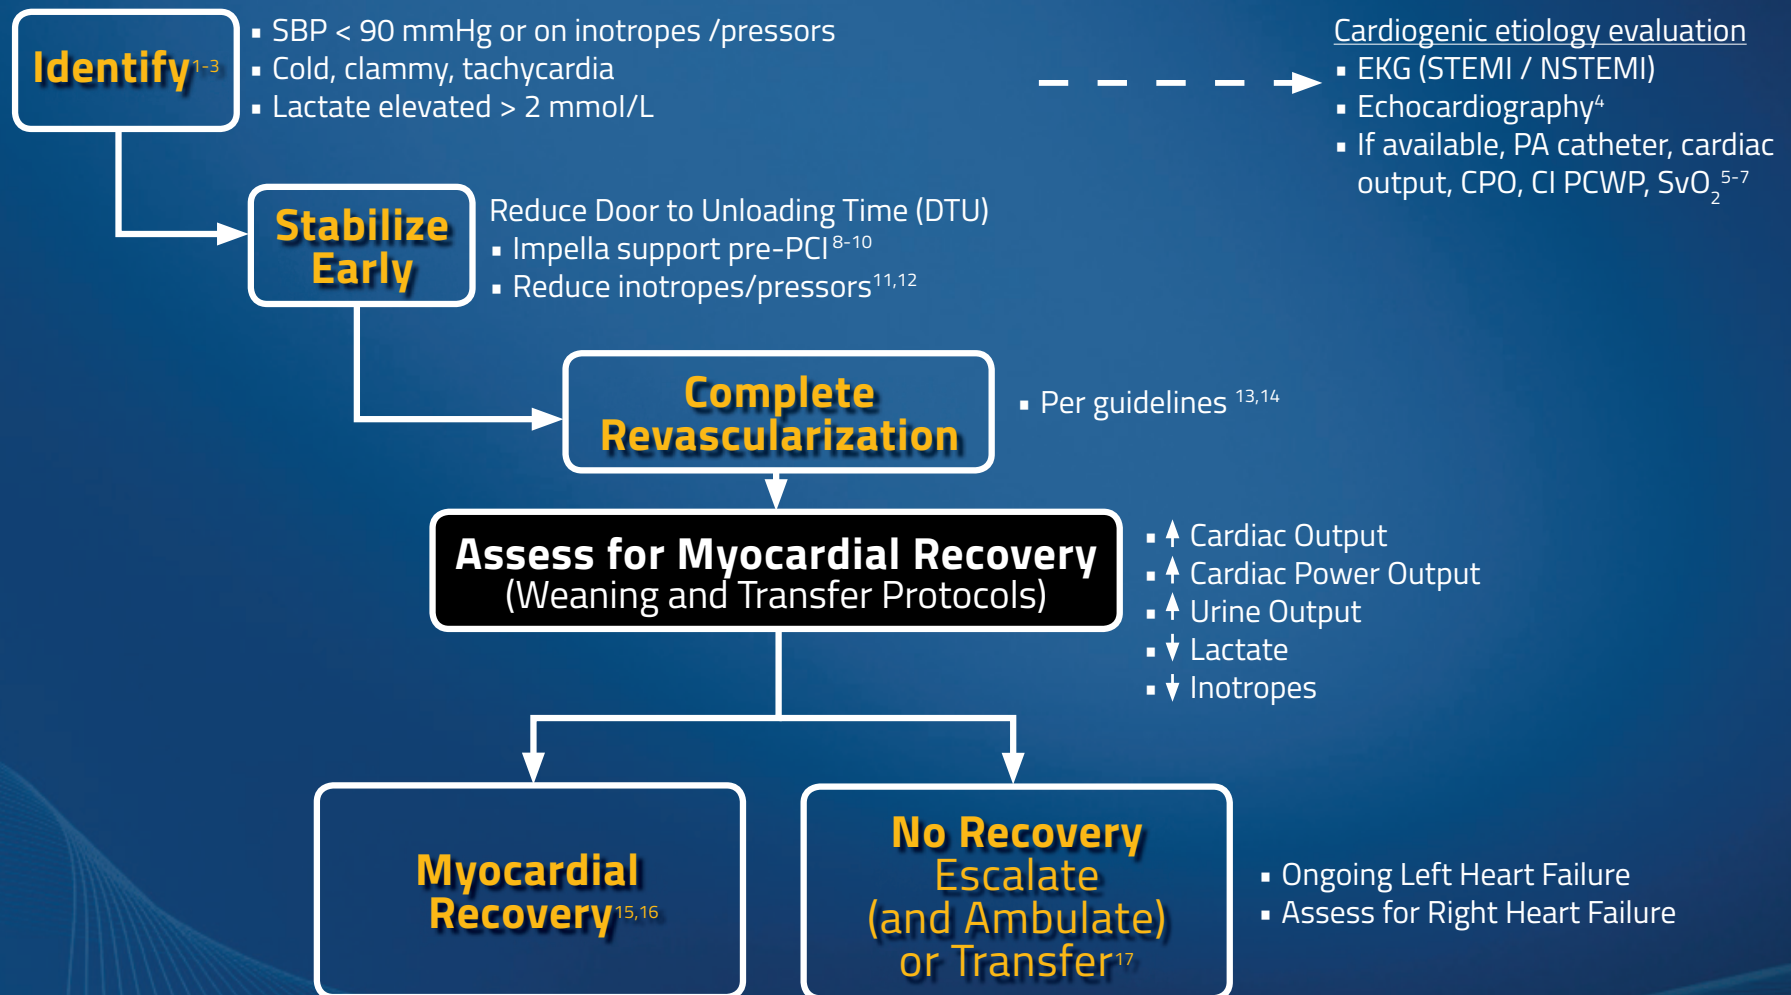 Identify1-3
▪ SBP < 90 mmHg or on inotropes /pressors
▪ Cold, clammy, tachycardia
▪ Lactate elevated > 2 mmol/L
Cardiogenic etiology evaluation
▪ EKG (STEMI / NSTEMI)
▪ Echocardiography4
▪ If available, PA catheter, cardiac
output, CPO, CI PCWP, SvO2 5-7
Stabilize
Early
Reduce Door to Unloading Time (DTU)
▪ Impella support pre-PCI 8-10
▪ Reduce inotropes/pressors11,12
Complete
Revascularization
▪ Per guidelines 13,14
Assess for Myocardial Recovery
(Weaning and Transfer Protocols)
▪ ↑ Cardiac Output
▪ ↑ Cardiac Power Output
▪ ↑ Urine Output
▪ ↓ Lactate
▪ ↓ Inotropes
Myocardial
Recovery15,16
No Recovery
Escalate
(and Ambulate)
or Transfer17
▪ Ongoing Left Heart Failure
▪ Assess for Right Heart Failure